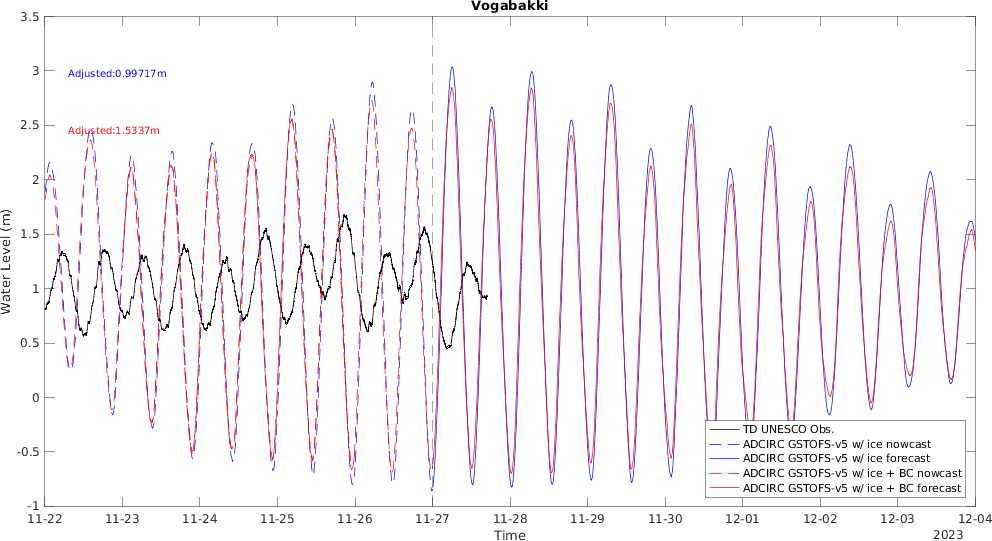 Vogabakki
Water Level (m)
3.5
3
2.5
2
1.5
1
0.5
0
-0.5
-1
Adjusted:0.99717m
Adjusted:1.5337m
TD UNESCO Obs.
ADCIRC GSTOFS-v5 w/ ice nowcast
ADCIRC GSTOFS-v5 w/ ice forecast
ADCIRC GSTOFS-v5 w/ ice + BC nowcast
ADCIRC GSTOFS-v5 w/ ice + BC forecast
11-22 11-23 11-24 11-25 11-26 11-27 11-28 11-29 11-30 12-01 12-02 12-03 12-04
Time
2023